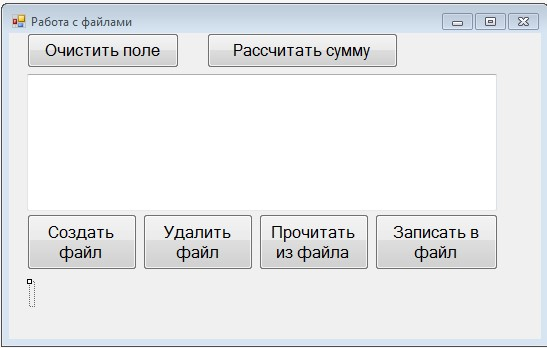 Работа с файлами
Очистить поле
Рассчитать сумму
Создать
файл
Удалить
файл
Прочитать
из файла
Записать в
файл